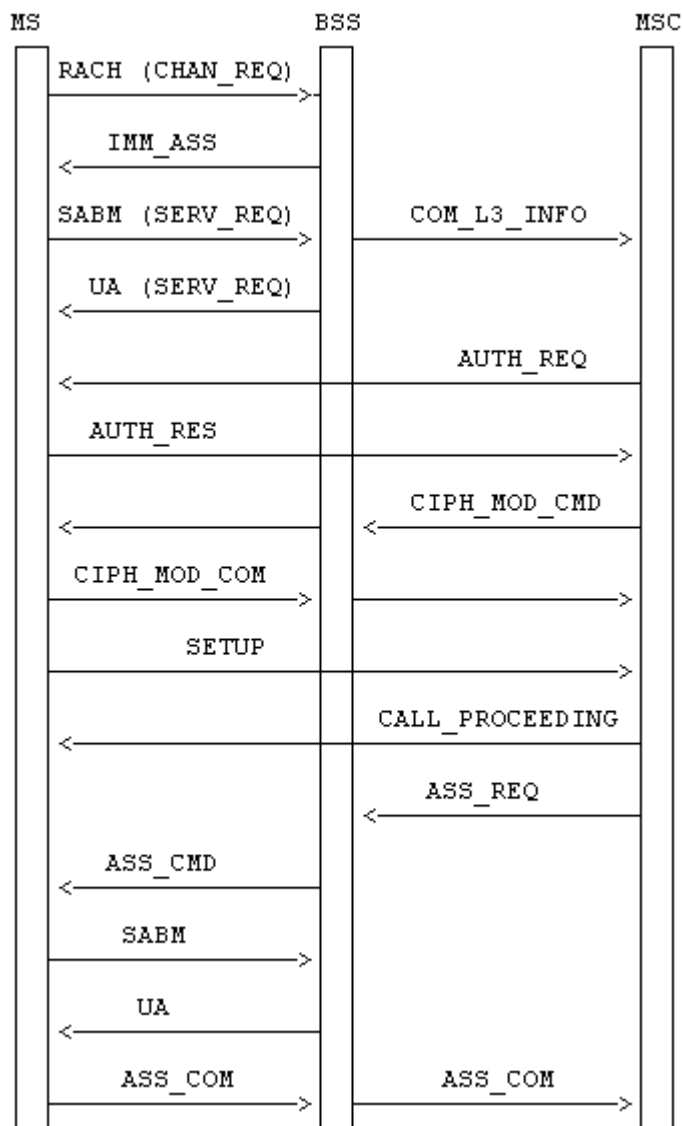 MS BSS MSC
RACH (CHAN_REQ)
IMM_ASS
SABM (SERV_REQ) COM_L3_INFO
UA (SERV_REQ)
AUTH_REQ
AUTH_RES
CIPH_MOD_CMD
CIPH_MOD_COM
SETUP
CALL_PROCEEDING
ASS_REQ
ASS_CMD
SABM
UA
ASS_COM ASS_COM